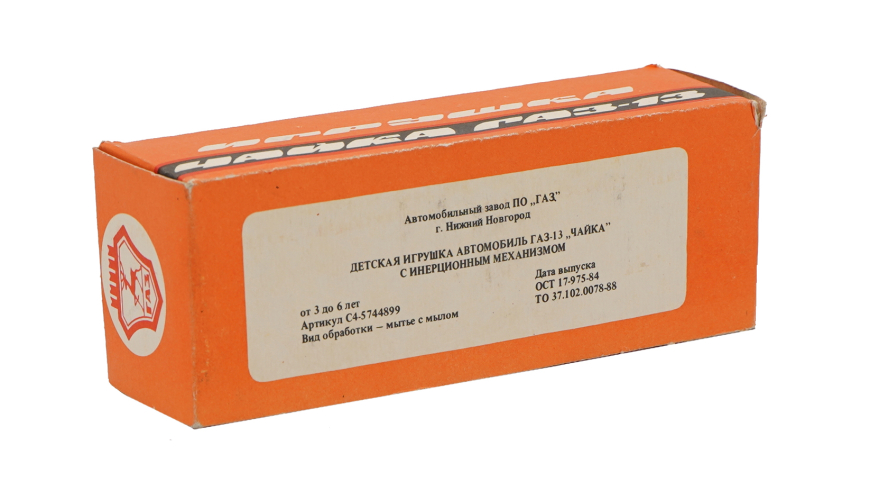 ИГРУШКА
ЧАЙКА ГАЗ-13
Автомобильный завод ПО „ГАЗ”
г. Нижний Новгород
ДЕТСКАЯ ИГРУШКА АВТОМОБИЛЬ ГАЗ-13 „ЧАЙКА”
С ИНЕРЦИОННЫМ МЕХАНИЗМОМ
от 3 до 6 лет
Артикул С4-5744899
Вид обработки — мытье с мылом
Дата выпуска
ОСТ 17-975-84
ТО 37.102.0078-88
ГАЗ